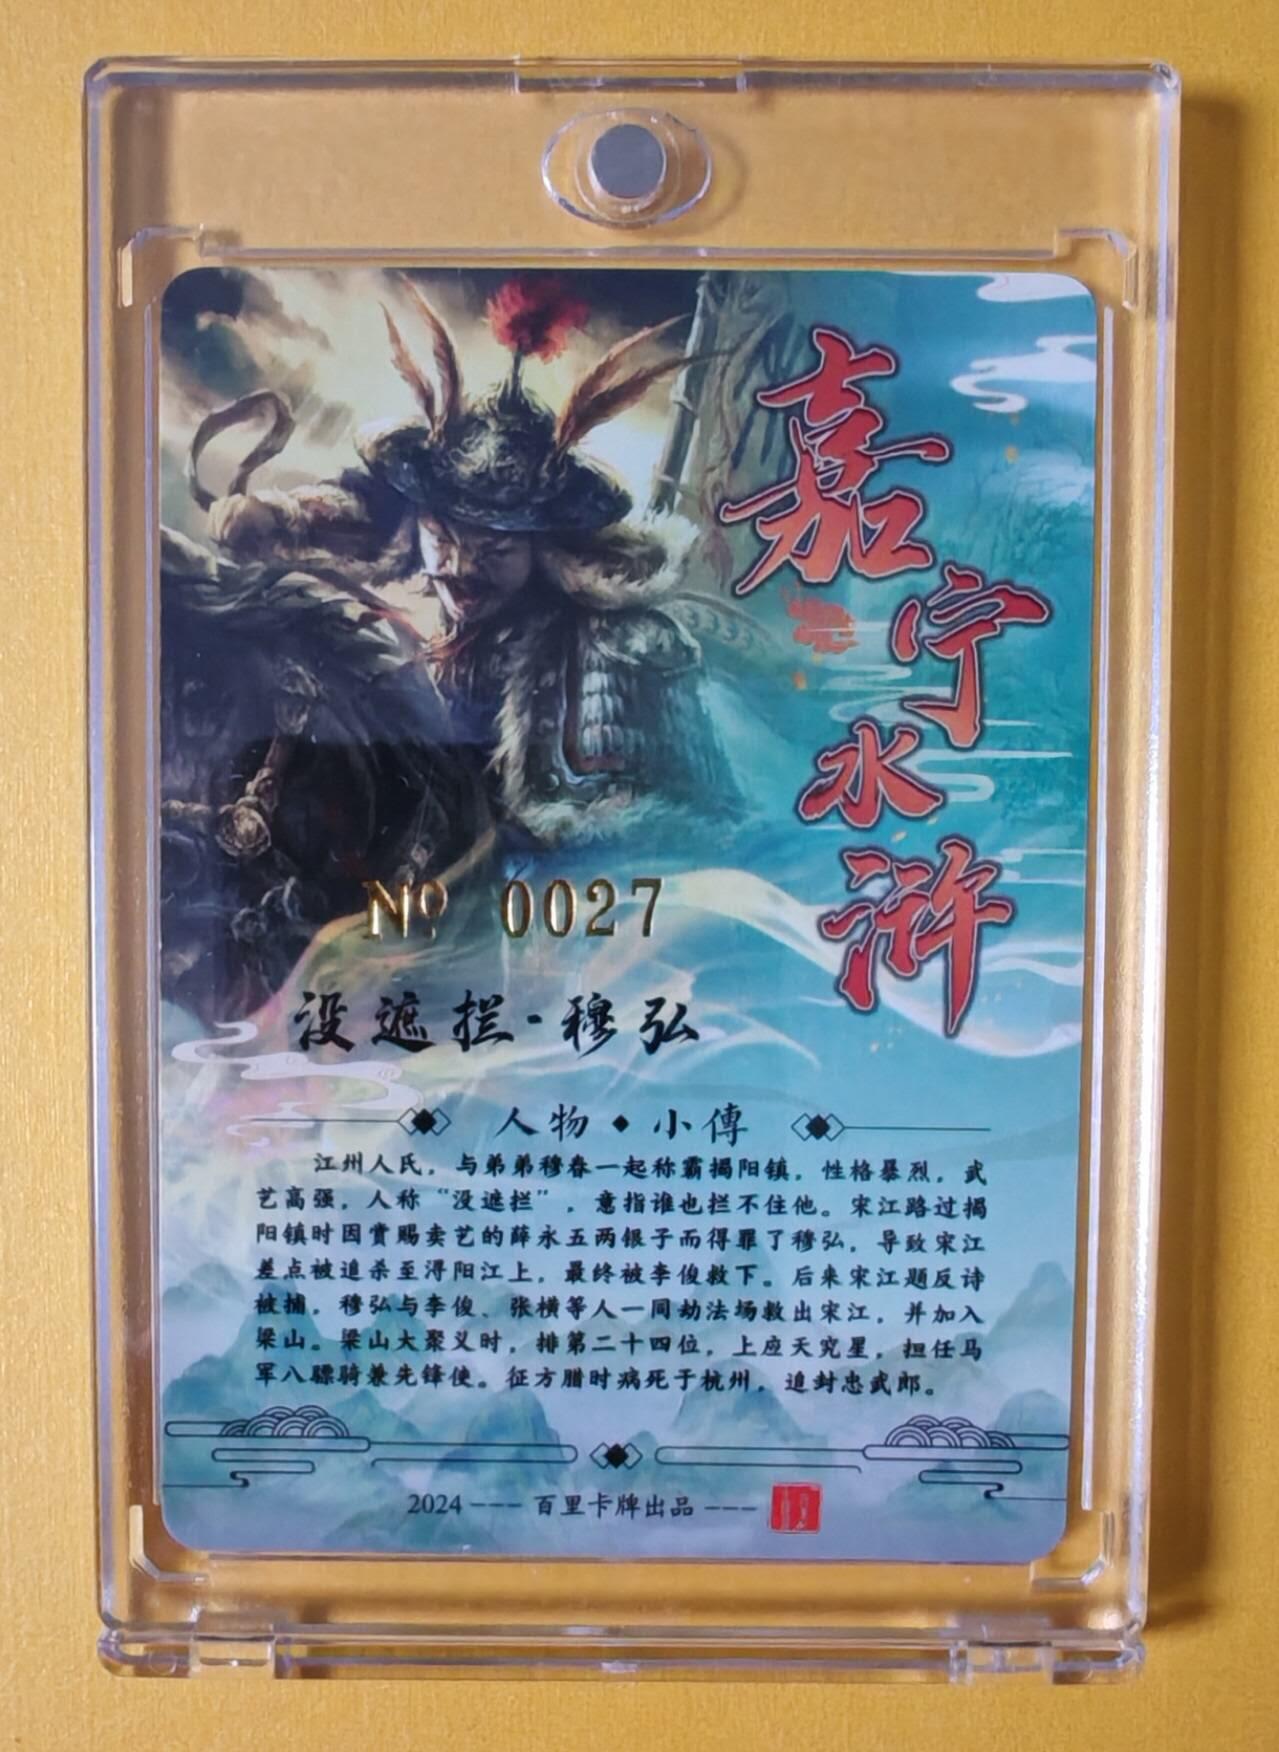 嘉宁水浒
№ 0027
没遮拦·穆弘
人物◆小傳
江州人氏，与弟弟穆春一起称霸揭阳镇，性格暴烈，武
艺高强，人称“没遮拦”，意指谁也拦不住他。宋江路过揭
阳镇时因赏赐卖艺的薛永五两银子而得罪了穆弘，导致宋江
差点被追杀至浔阳江上，最终被李俊救下。后来宋江题反诗
被捕，穆弘与李俊、张横等人一同劫法场救出宋江，并加入
梁山。梁山大聚义时，排第二十四位，上应天究星，担任马
军八骠骑兼先锋使。征方腊时病死于杭州，追封忠武郎。
2024 --- 百里卡牌出品 ---